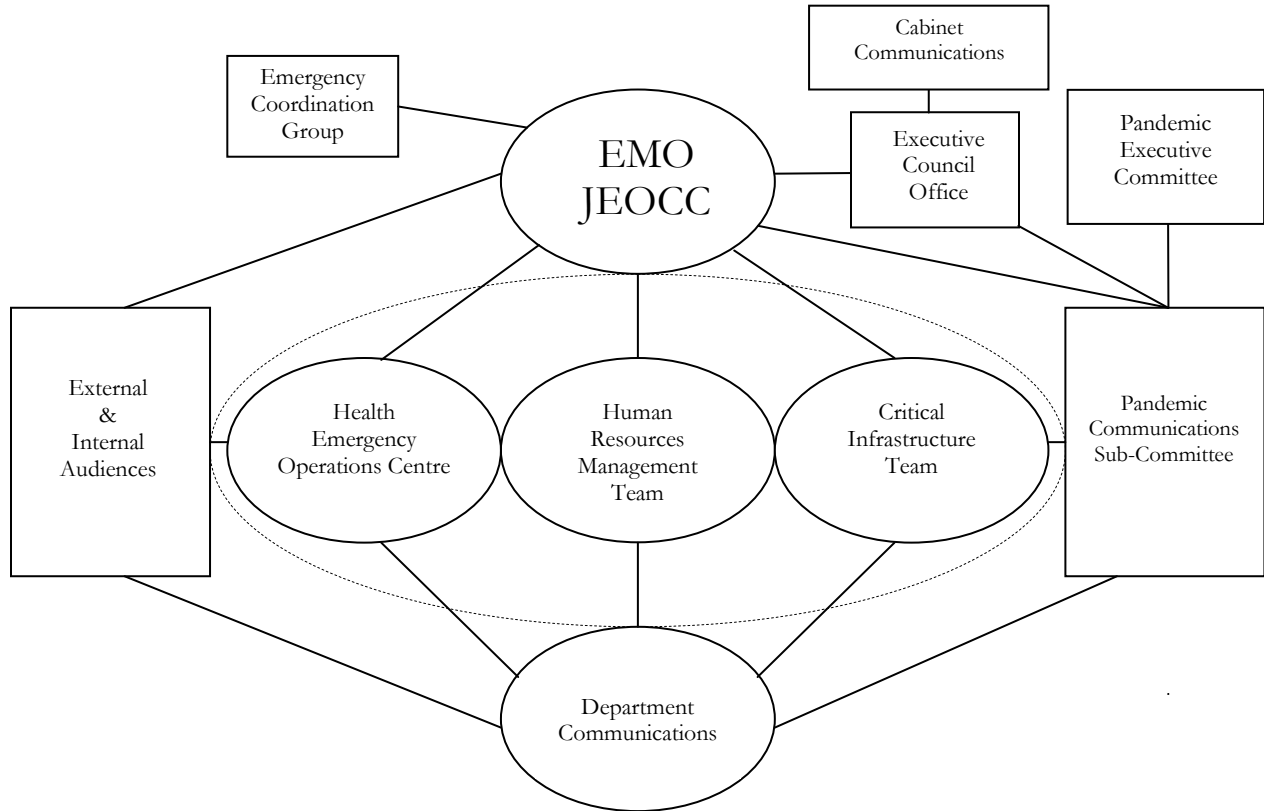 Cabinet
Communications
Emergency
Coordination
Group
EMO
JEOCC
Executive
Council
Office
Pandemic
Executive
Committee
External
&
Internal
Audiences
Health
Emergency
Operations Centre
Human
Resources
Management
Team
Critical
Infrastructure
Team
Pandemic
Communications
Sub-Committee
Department
Communications
.